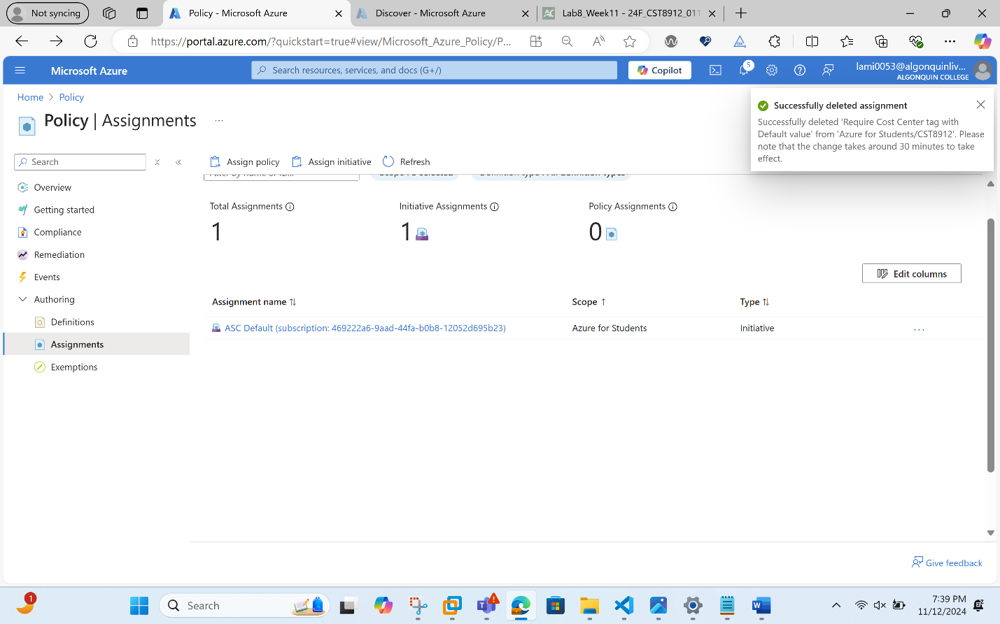 Not syncing
Policy - Microsoft Azure
Discover - Microsoft Azure
Lab8_Week11 - 24F_CST8912_011
https://portal.azure.com/?quickstart=true#view/Microsoft_Azure_Policy/P...
Microsoft Azure
Search resources, services, and docs (G+/)
Copilot
5
lami0053@algonquinliv...
ALGONQUIN COLLEGE
Home > Policy
Policy | Assignments ...
Successfully deleted assignment
Successfully deleted 'Require Cost Center tag with
Default value' from 'Azure for Students/CST8912'. Please
note that the change takes around 30 minutes to take
effect.
Search
Assign policy
Assign initiative
Refresh
Overview
Getting started
Compliance
Remediation
Events
Authoring
Definitions
Assignments
Exemptions
Total Assignments
1
Initiative Assignments
1
Policy Assignments
0
Edit columns
Assignment name
Scope
Type
ASC Default (subscription: 469222a6-9aad-44fa-b0b8-12052d695b23)
Azure for Students
Initiative
...
Give feedback
1
Search
7:39 PM
11/12/2024